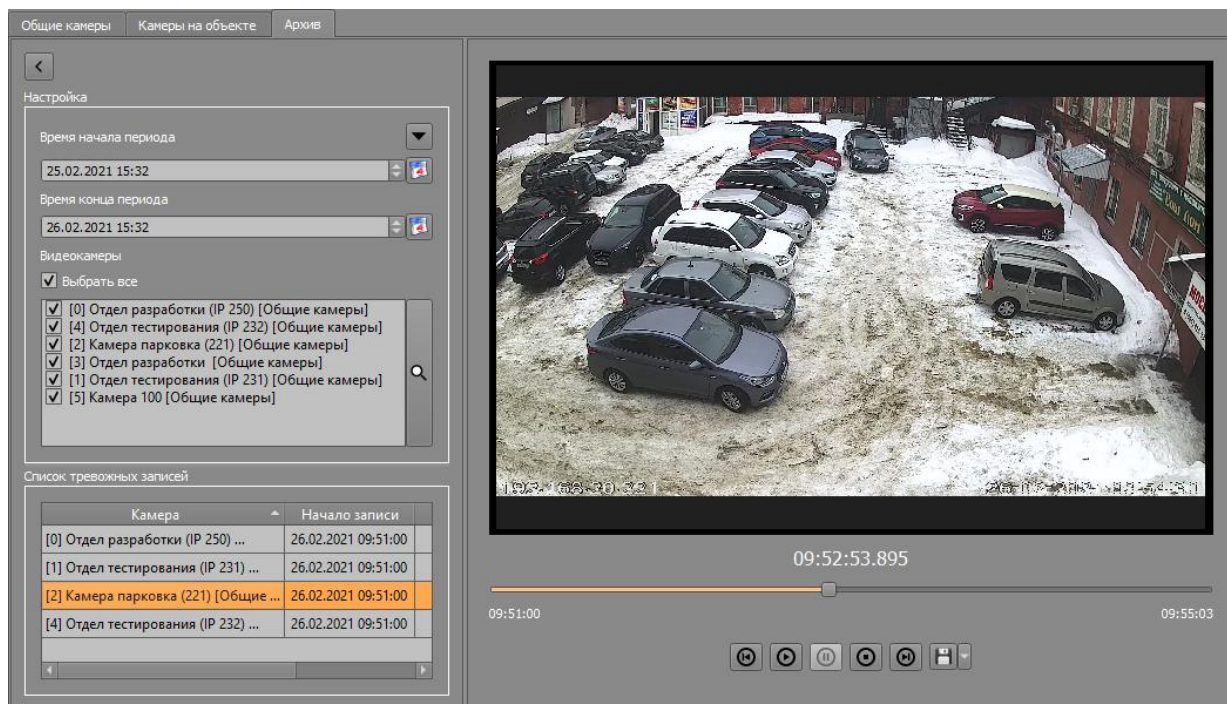 Общие камеры
Камеры на объекте
Архив
Настройка
Время начала периода
25.02.2021 15:32
Время конца периода
26.02.2021 15:32
Видеокамеры
Выбрать все
[0] Отдел разработки (IP 250) [Общие камеры]
[4] Отдел тестирования (IP 232) [Общие камеры]
[2] Камера парковка (221) [Общие камеры]
[3] Отдел разработки [Общие камеры]
[1] Отдел тестирования (IP 231) [Общие камеры]
[5] Камера 100 [Общие камеры]
Список тревожных записей
Камера Начало записи
[0] Отдел разработки (IP 250) ... 26.02.2021 09:51:00
[1] Отдел тестирования (IP 231) ... 26.02.2021 09:51:00
[2] Камера парковка (221) [Общие ... 26.02.2021 09:51:00
[4] Отдел тестирования (IP 232) ... 26.02.2021 09:51:00
09:52:53.895
09:51:00
09:55:03